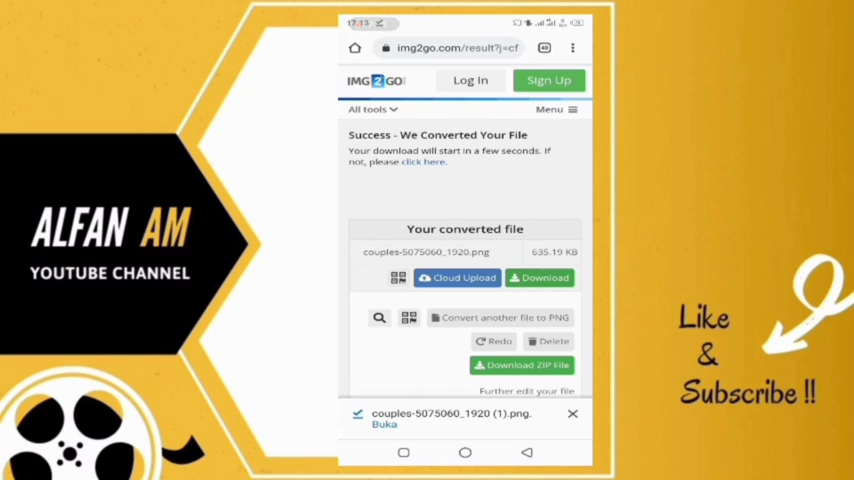 17:13
img2go.com/result?j=cf
40
IMG2GO
Log In
Sign Up
All tools
Menu
Success - We Converted Your File
Your download will start in a few seconds. If
not, please click here.
Your converted file
couples-5075060_1920.png
635.19 KB
Cloud Upload
Download
Convert another file to PNG
Redo
Delete
Download ZIP File
Further edit your file
couples-5075060_1920 (1).png.
Buka
ALFAN AM
YOUTUBE CHANNEL
Like
&
Subscribe !!